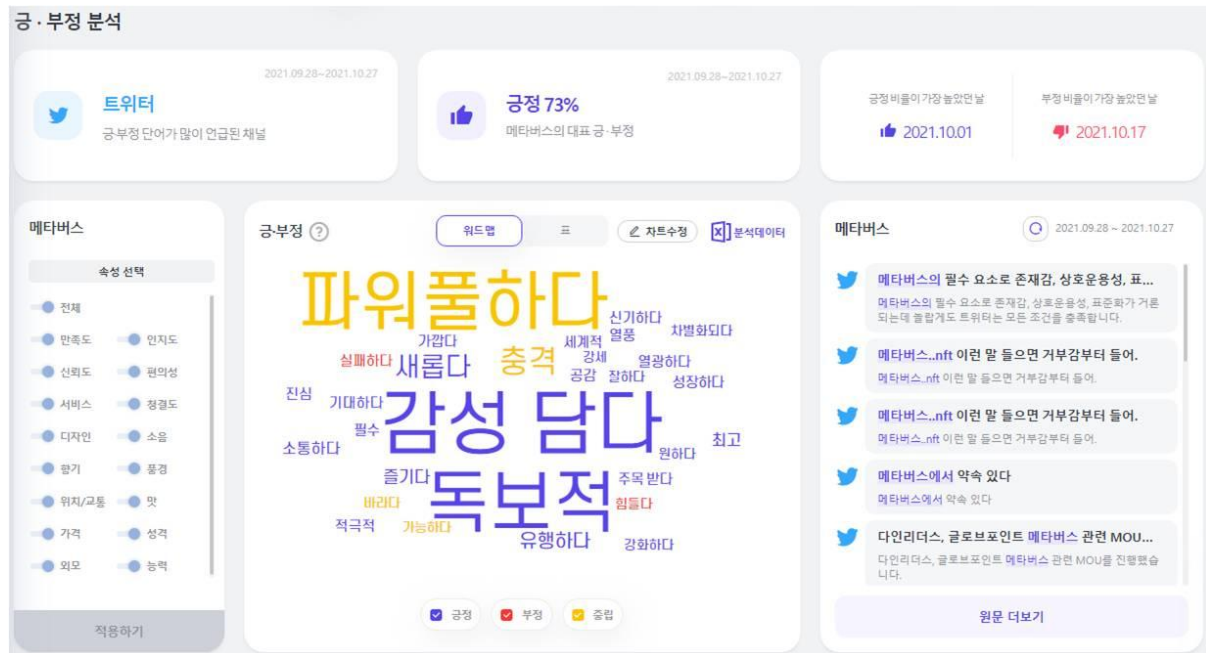 긍 · 부정 분석
2021.09.28~2021.10.27
트위터
긍부정 단어가 많이 언급된 채널
2021.09.28~2021.10.27
긍정 73%
메타버스의 대표 긍·부정
긍정비율이가장높았던날
2021.10.01
부정비율이가장높았던날
2021.10.17
메타버스
속성 선택
전체
만족도 인지도
신뢰도 편의성
서비스 청결도
디자인 소음
향기 풍경
위치/교통 맛
가격 성격
외모 능력
적용하기
긍·부정 ?
워드맵
표
차트수정
분석데이터
파워풀하다
신기하다
가깝다
세계적
열풍
차별화되다
실패하다
새롭다
충격
강세
열광하다
공감
잘하다
성장하다
진심
기대하다
감성 담다
필수
소통하다
원하다
최고
즐기다
독보적
주목 받다
바라다
힘들다
적극적
가능하다
유행하다
강화하다
긍정 부정 중립
메타버스
2021.09.28 ~ 2021.10.27
메타버스의 필수 요소로 존재감, 상호운용성, 표...
메타버스의 필수 요소로 존재감, 상호운용성, 표준화가 거론
되는데 놀랍게도 트위터는 모든 조건을 충족합니다.
메타버스..nft 이런 말 들으면 거부감부터 들어.
메타버스..nft 이런 말 들으면 거부감부터 들어.
메타버스..nft 이런 말 들으면 거부감부터 들어.
메타버스..nft 이런 말 들으면 거부감부터 들어.
메타버스에서 약속 있다
메타버스에서 약속 있다
다인리더스, 글로브포인트 메타버스 관련 MOU...
다인리더스, 글로브포인트 메타버스 관련 MOU를 진행했습
니다.
원문 더보기